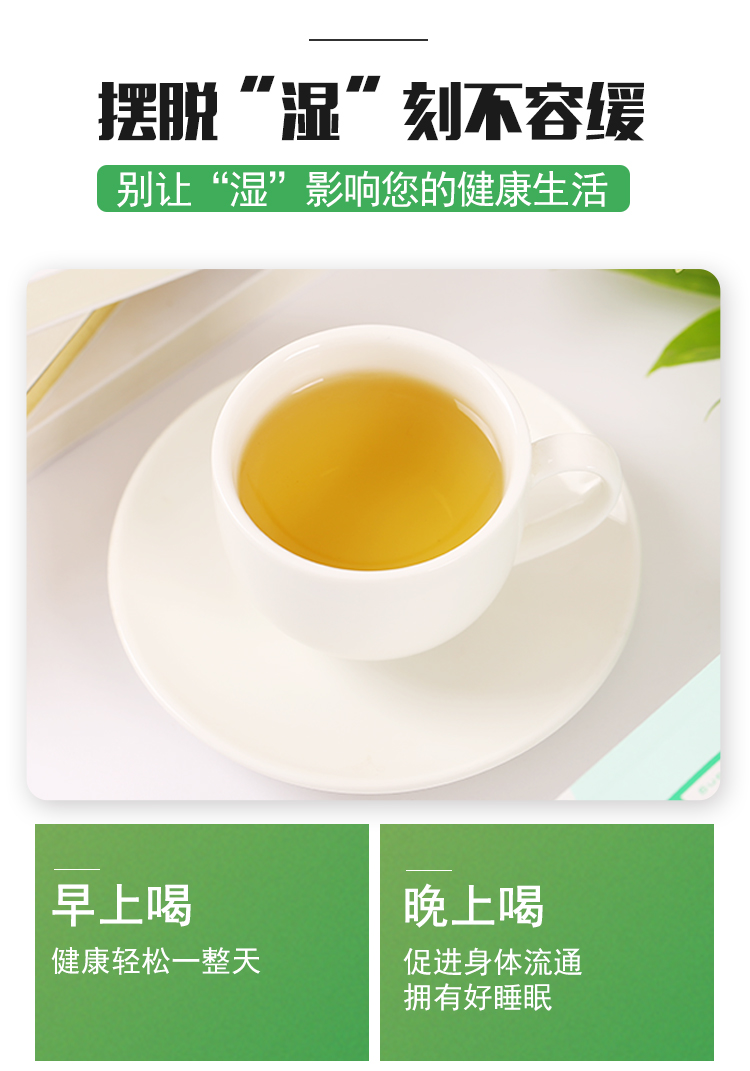 摆脱“湿”刻不容缓
别让“湿”影响您的健康生活
早上喝
健康轻松一整天
晚上喝
促进身体流通
拥有好睡眠